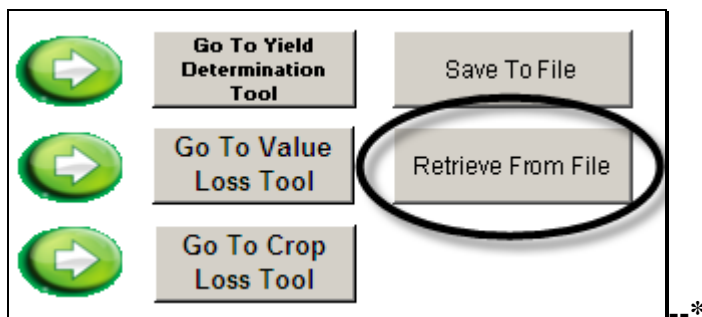 Go To Yield
Determination
Tool
Save To File
Go To Value
Loss Tool
Retrieve From File
Go To Crop
Loss Tool
--*